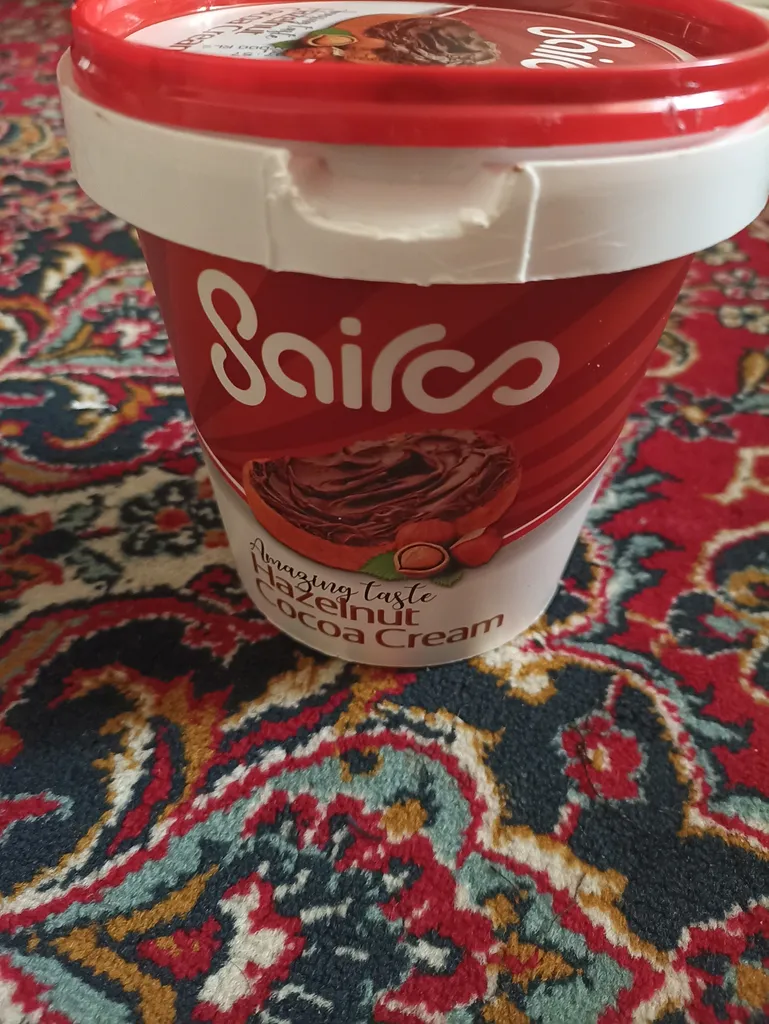 Sairco
Sairco
Amazing taste
Hazelnut
Cocoa Cream